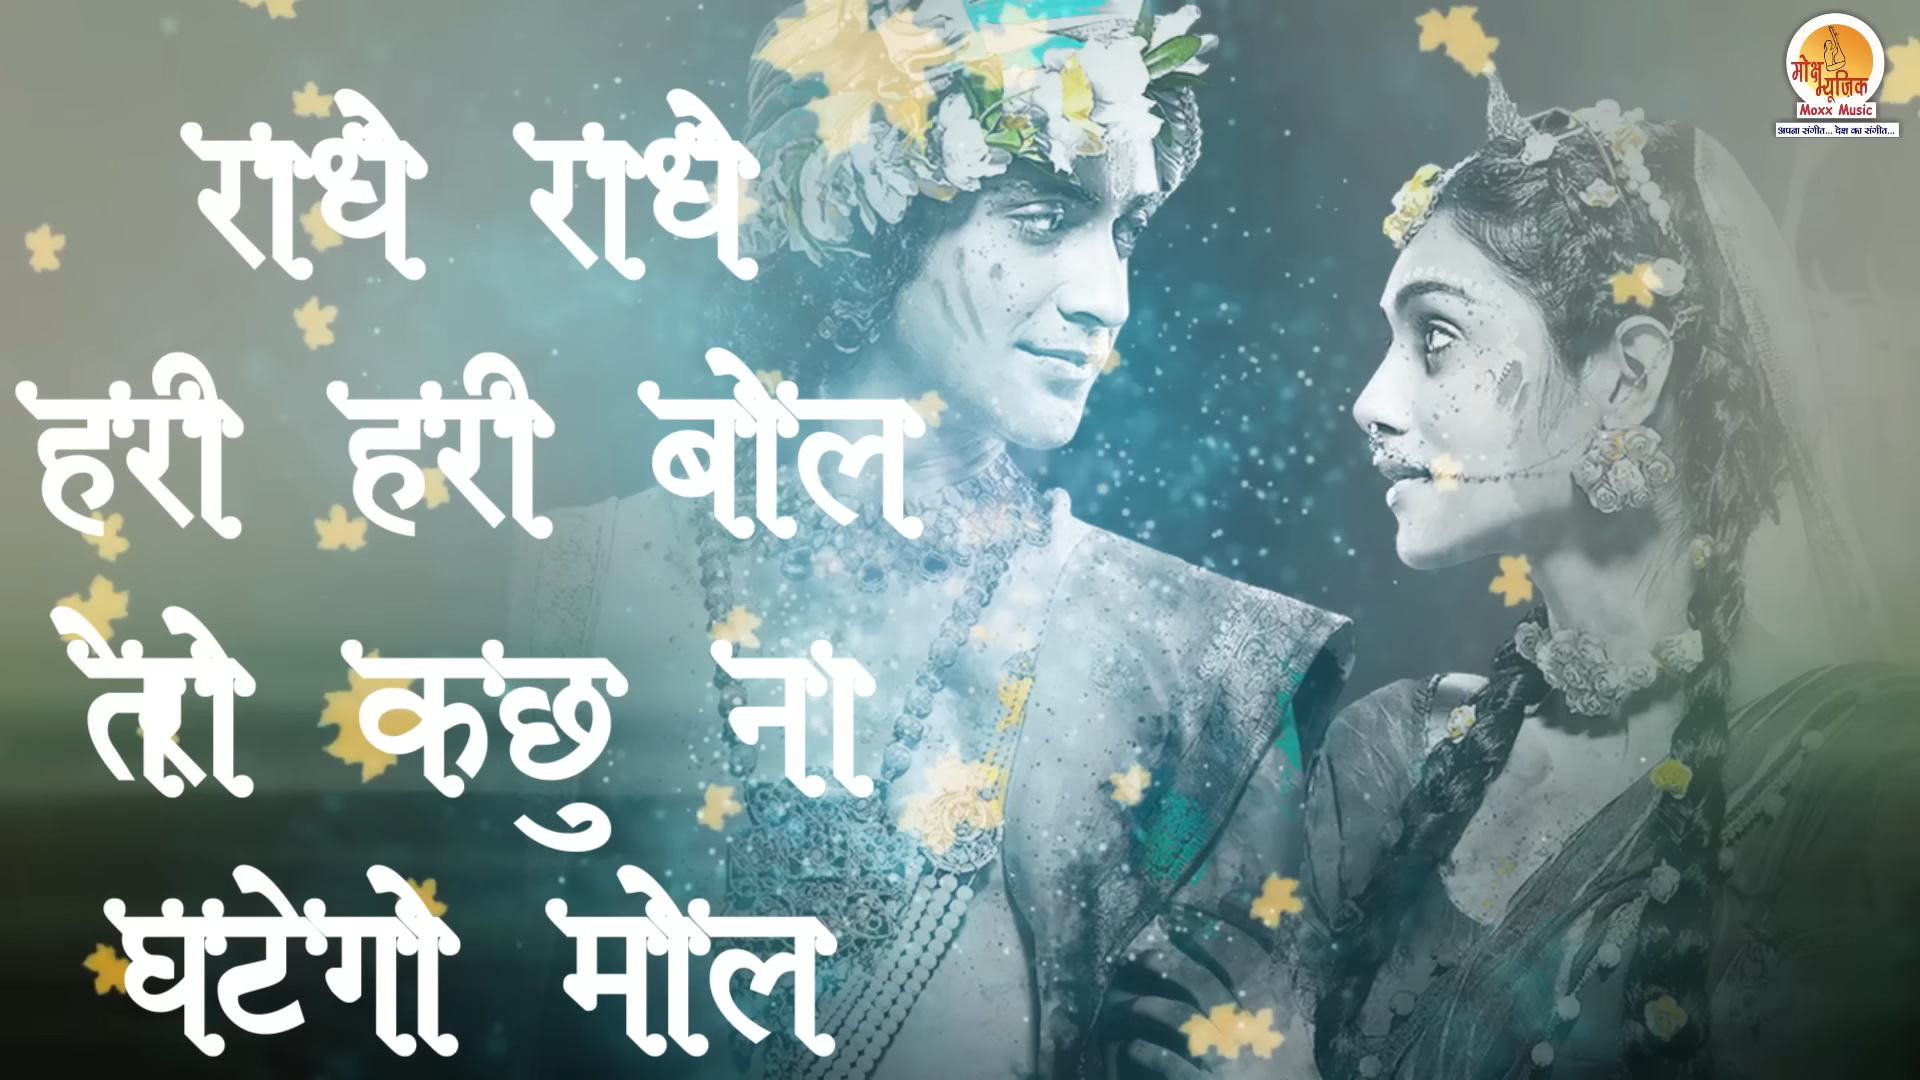 राधे राधे
हरी हरी बोल
तेरो कछु ना
घटेगो मोल
मोक्ष
म्यूज़िक
Moxx Music
अपना संगीत... देश का संगीत...